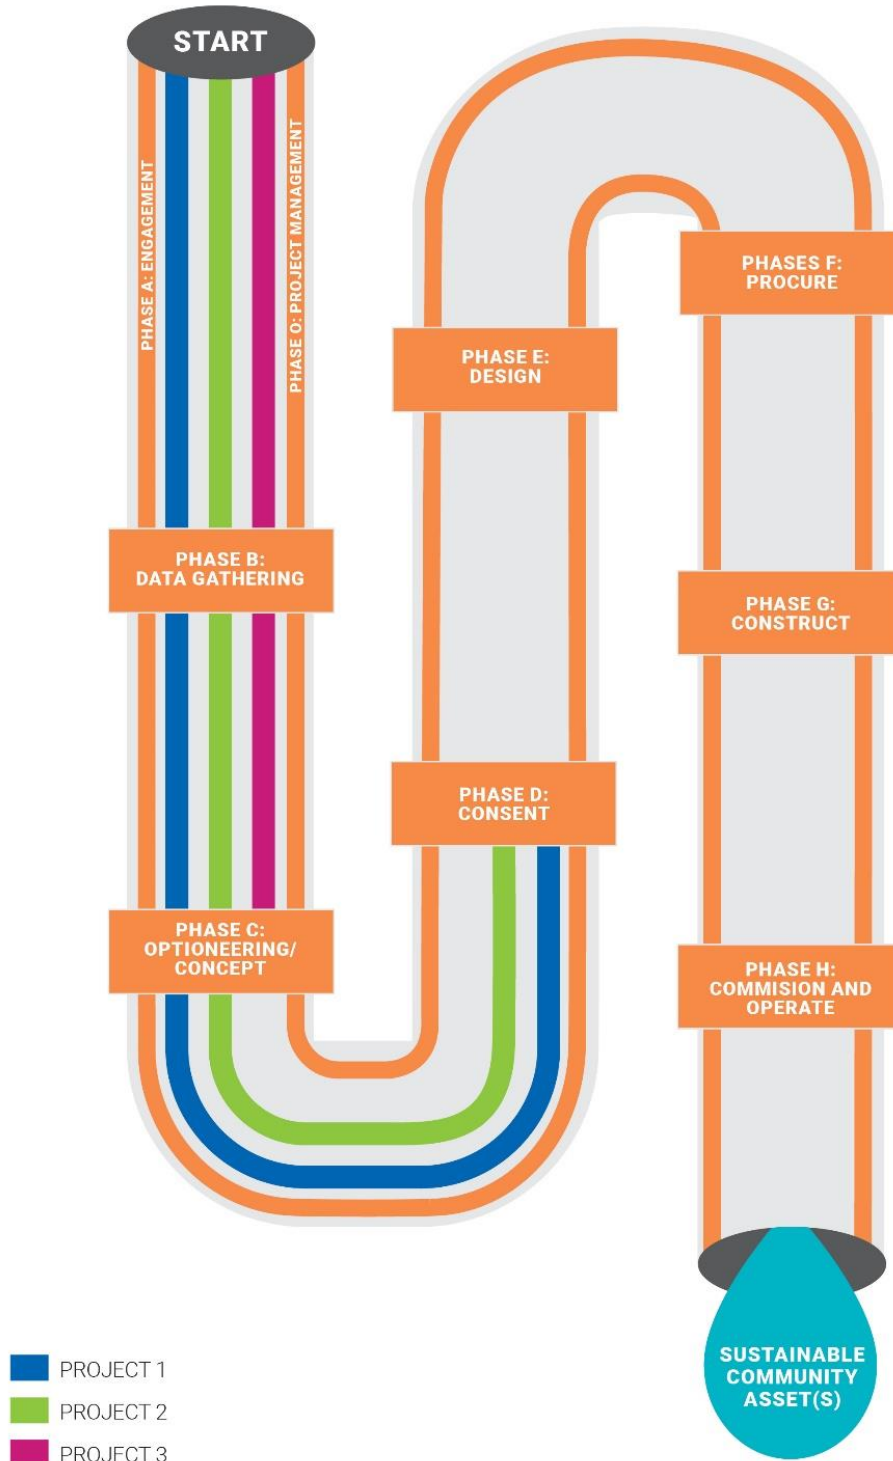 START
PHASE A: ENGAGEMENT
PHASE O: PROJECT MANAGEMENT
PHASE B:
DATA GATHERING
PHASE C:
OPTIONEERING/
CONCEPT
PHASE D:
CONSENT
PHASE E:
DESIGN
PHASES F:
PROCURE
PHASE G:
CONSTRUCT
PHASE H:
COMMISION AND
OPERATE
SUSTAINABLE
COMMUNITY
ASSET(S)
PROJECT 1
PROJECT 2
PROJECT 3